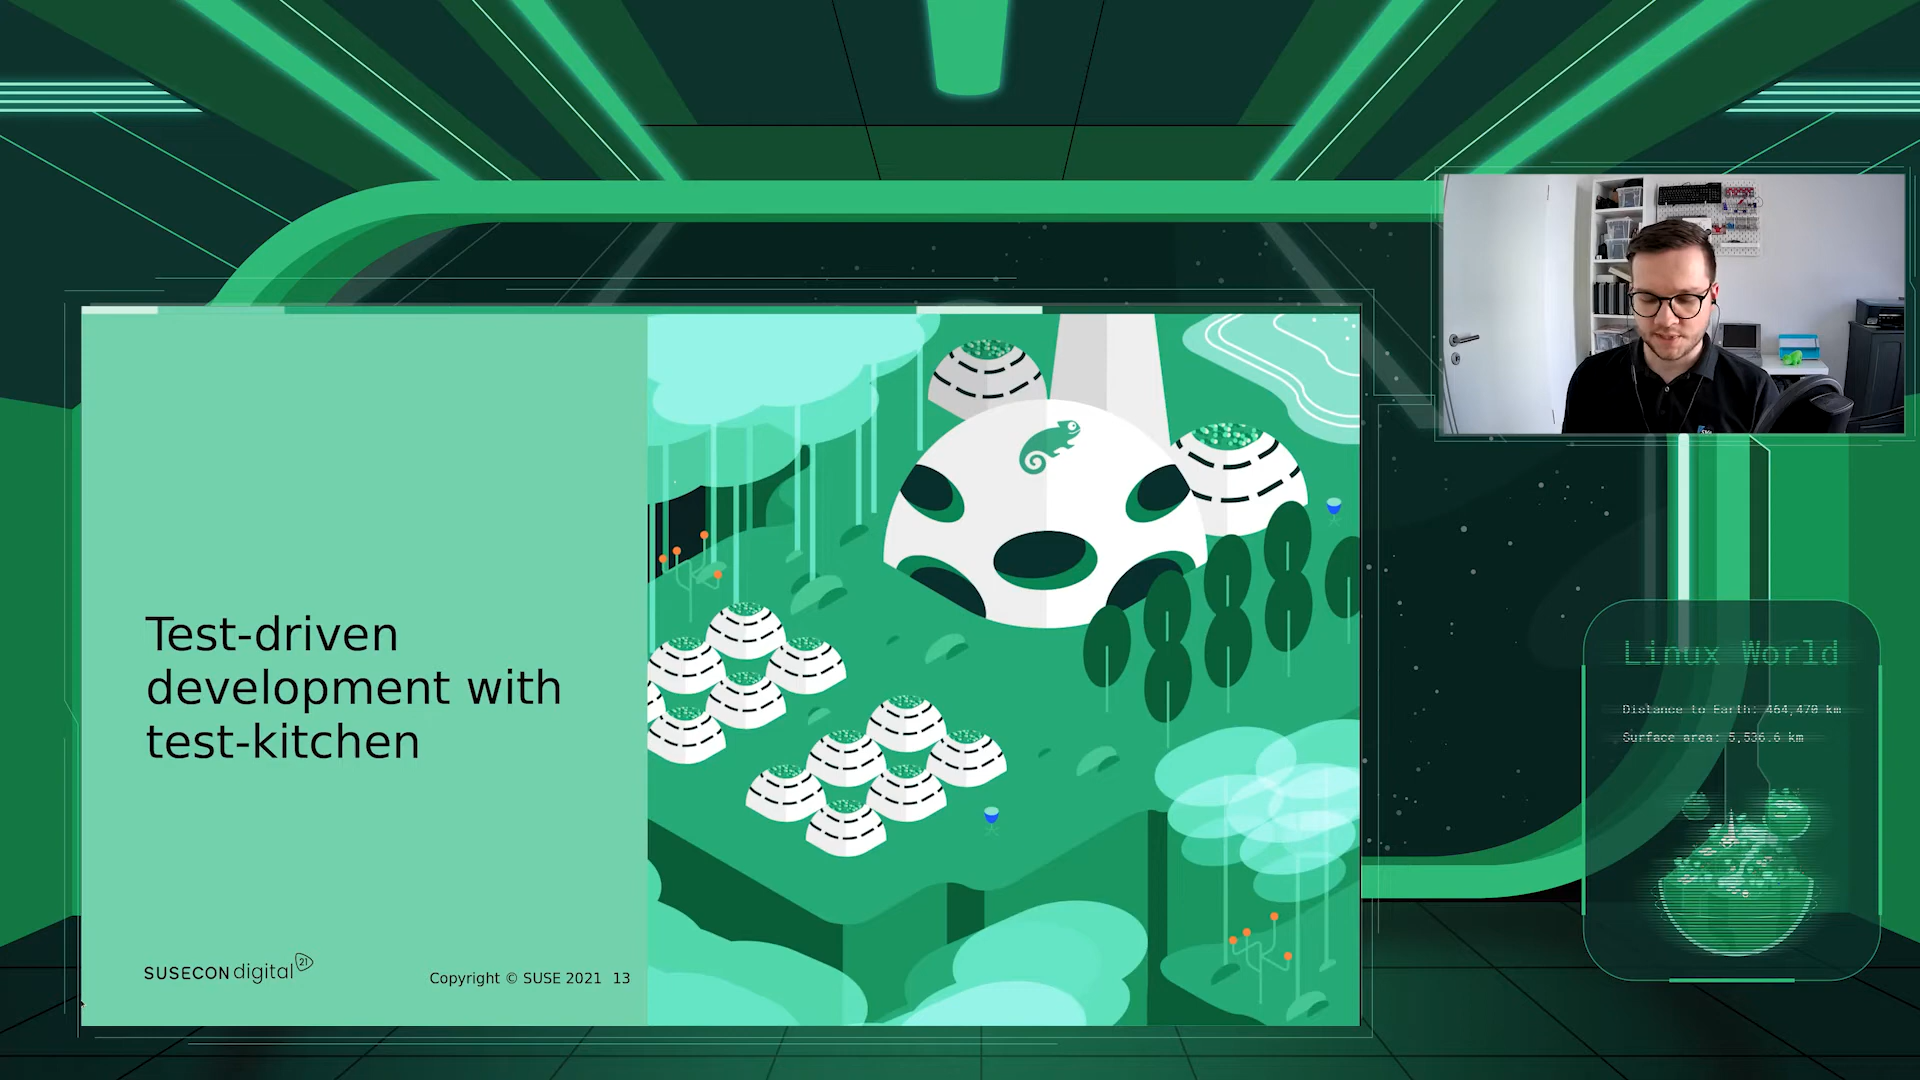 Test-driven
development with
test-kitchen
SUSECON digital 21
Copyright © SUSE 2021 13
Linux World
Distance to Earth: 464,470 km
Surface area: 5,536.6 km